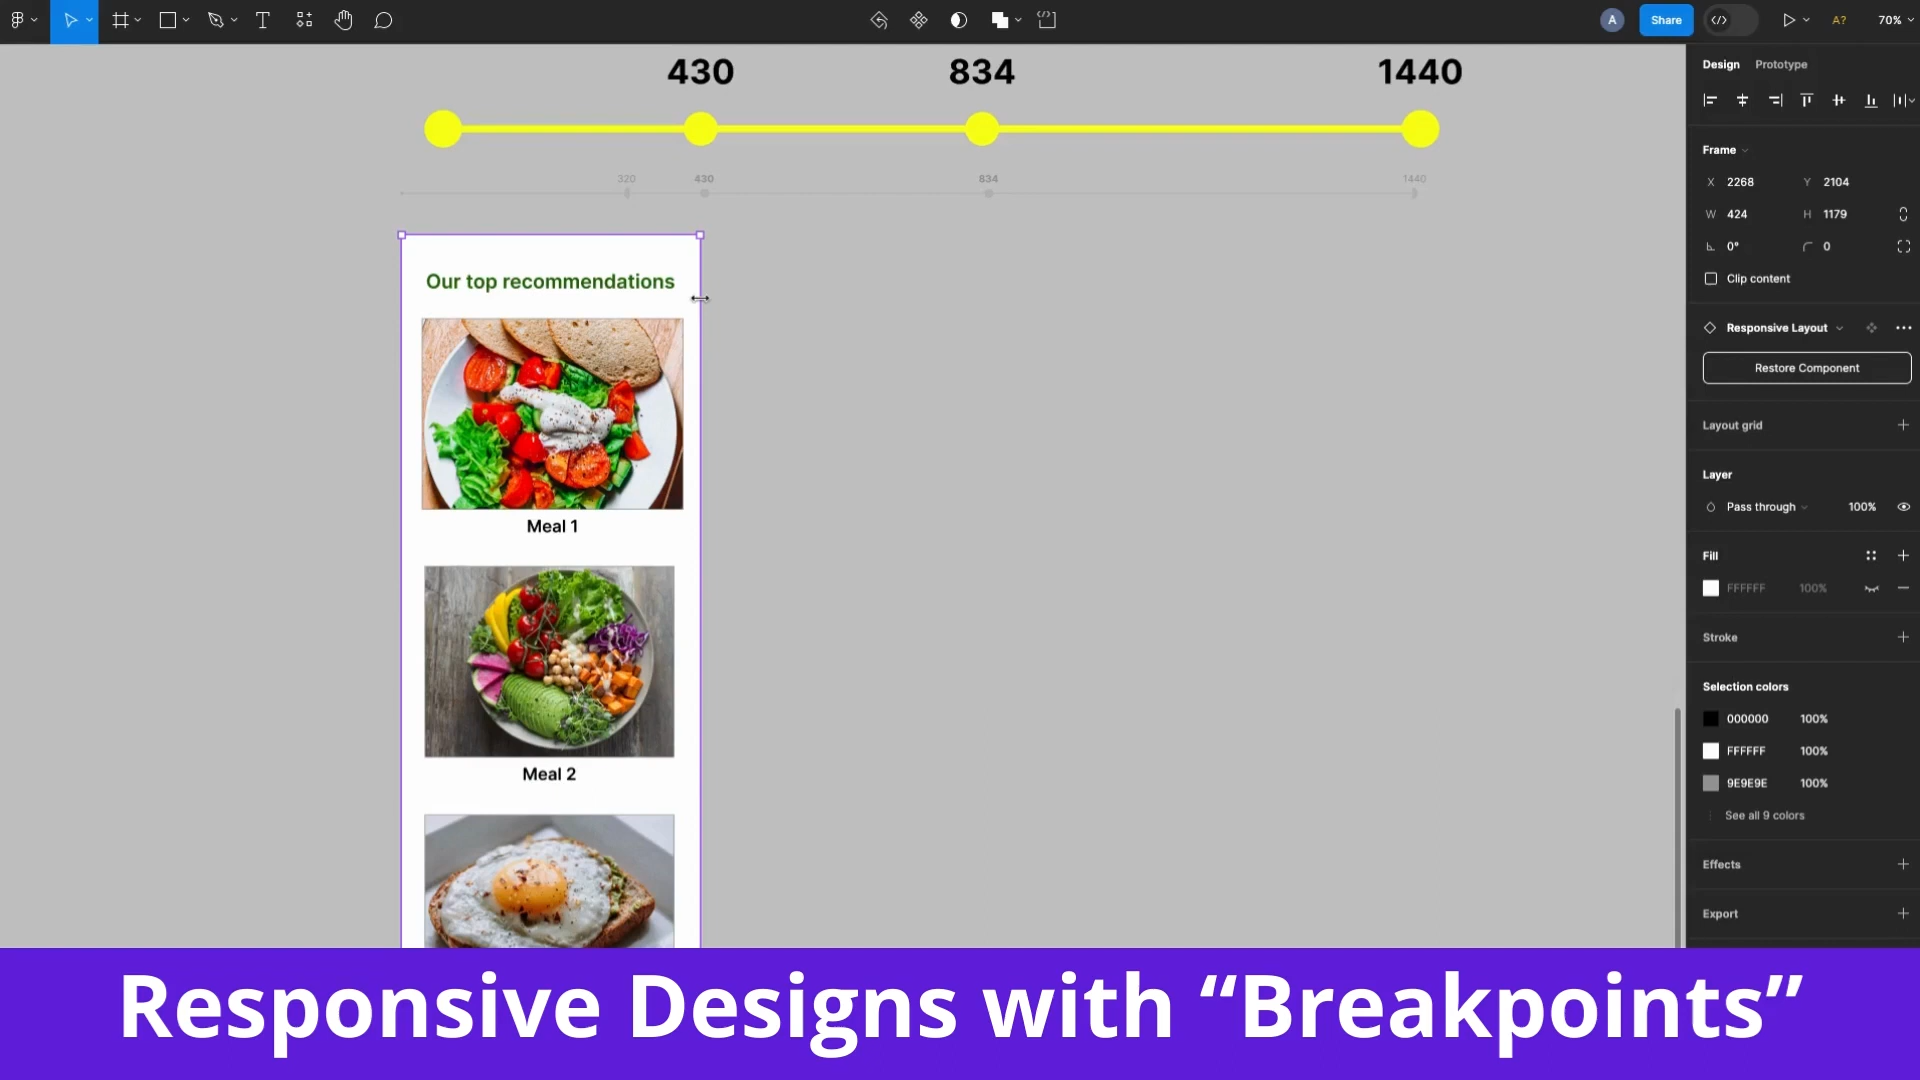 A
Share
A?
70%
430
834
1440
320
430
834
1440
Our top recommendations
Meal 1
Meal 2
Design
Prototype
Frame
X 2268
Y 2104
W 424
H 1179
0°
0
Clip content
Responsive Layout
Restore Component
Layout grid
Layer
Pass through
100%
Fill
FFFFFF
100%
Stroke
Selection colors
000000
100%
FFFFFF
100%
9E9E9E
100%
See all 9 colors
Effects
Export
Responsive Designs with “Breakpoints”